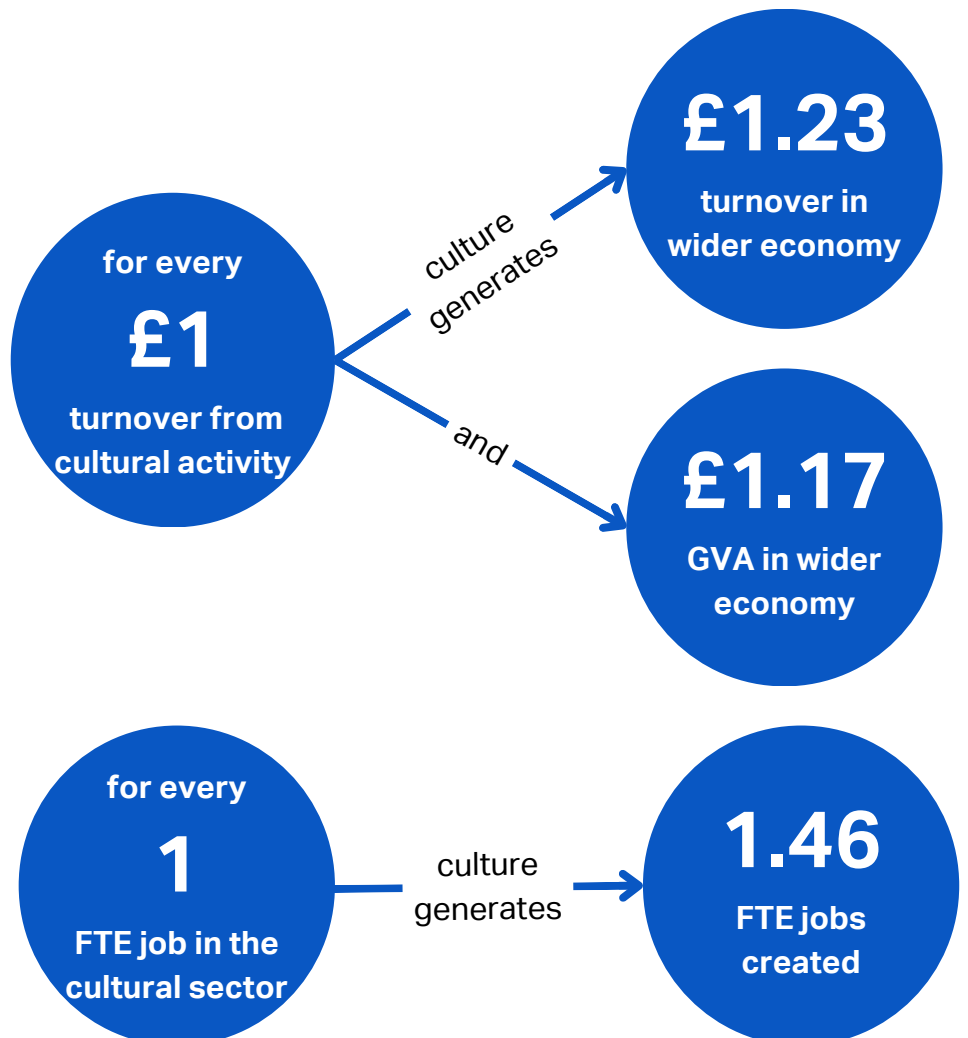 for every
£1
turnover from
cultural activity
culture
generates
£1.23
turnover in
wider economy
and
£1.17
GVA in wider
economy
for every
1
FTE job in the
cultural sector
culture
generates
1.46
FTE jobs
created